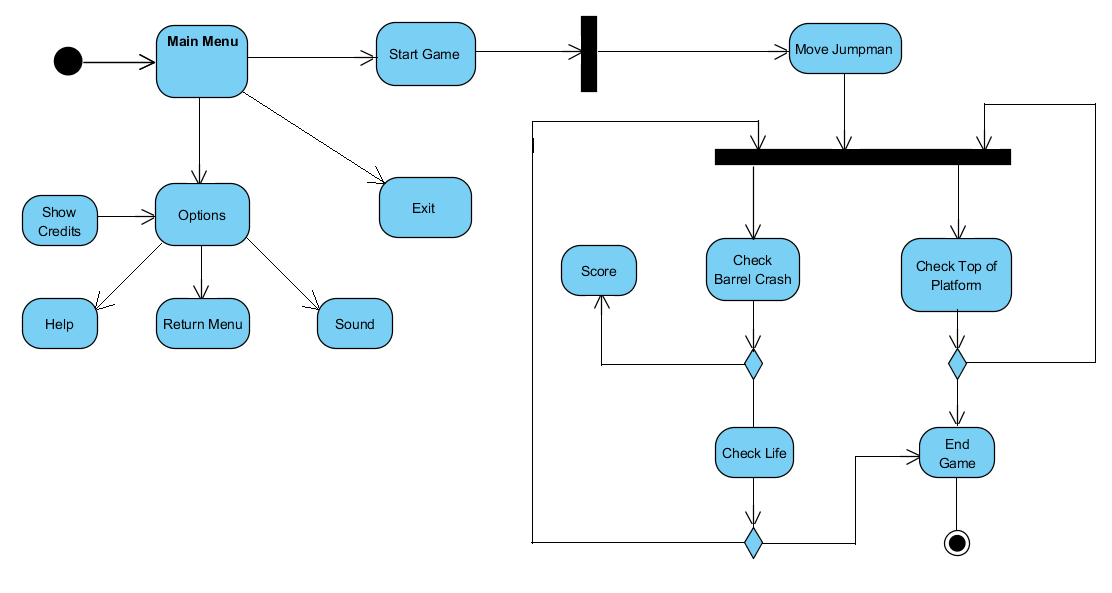 Main Menu
Start Game
Move Jumpman
Exit
Show
Credits
Options
Help
Return Menu
Sound
Score
Check
Barrel Crash
Check Top of
Platform
Check Life
End
Game